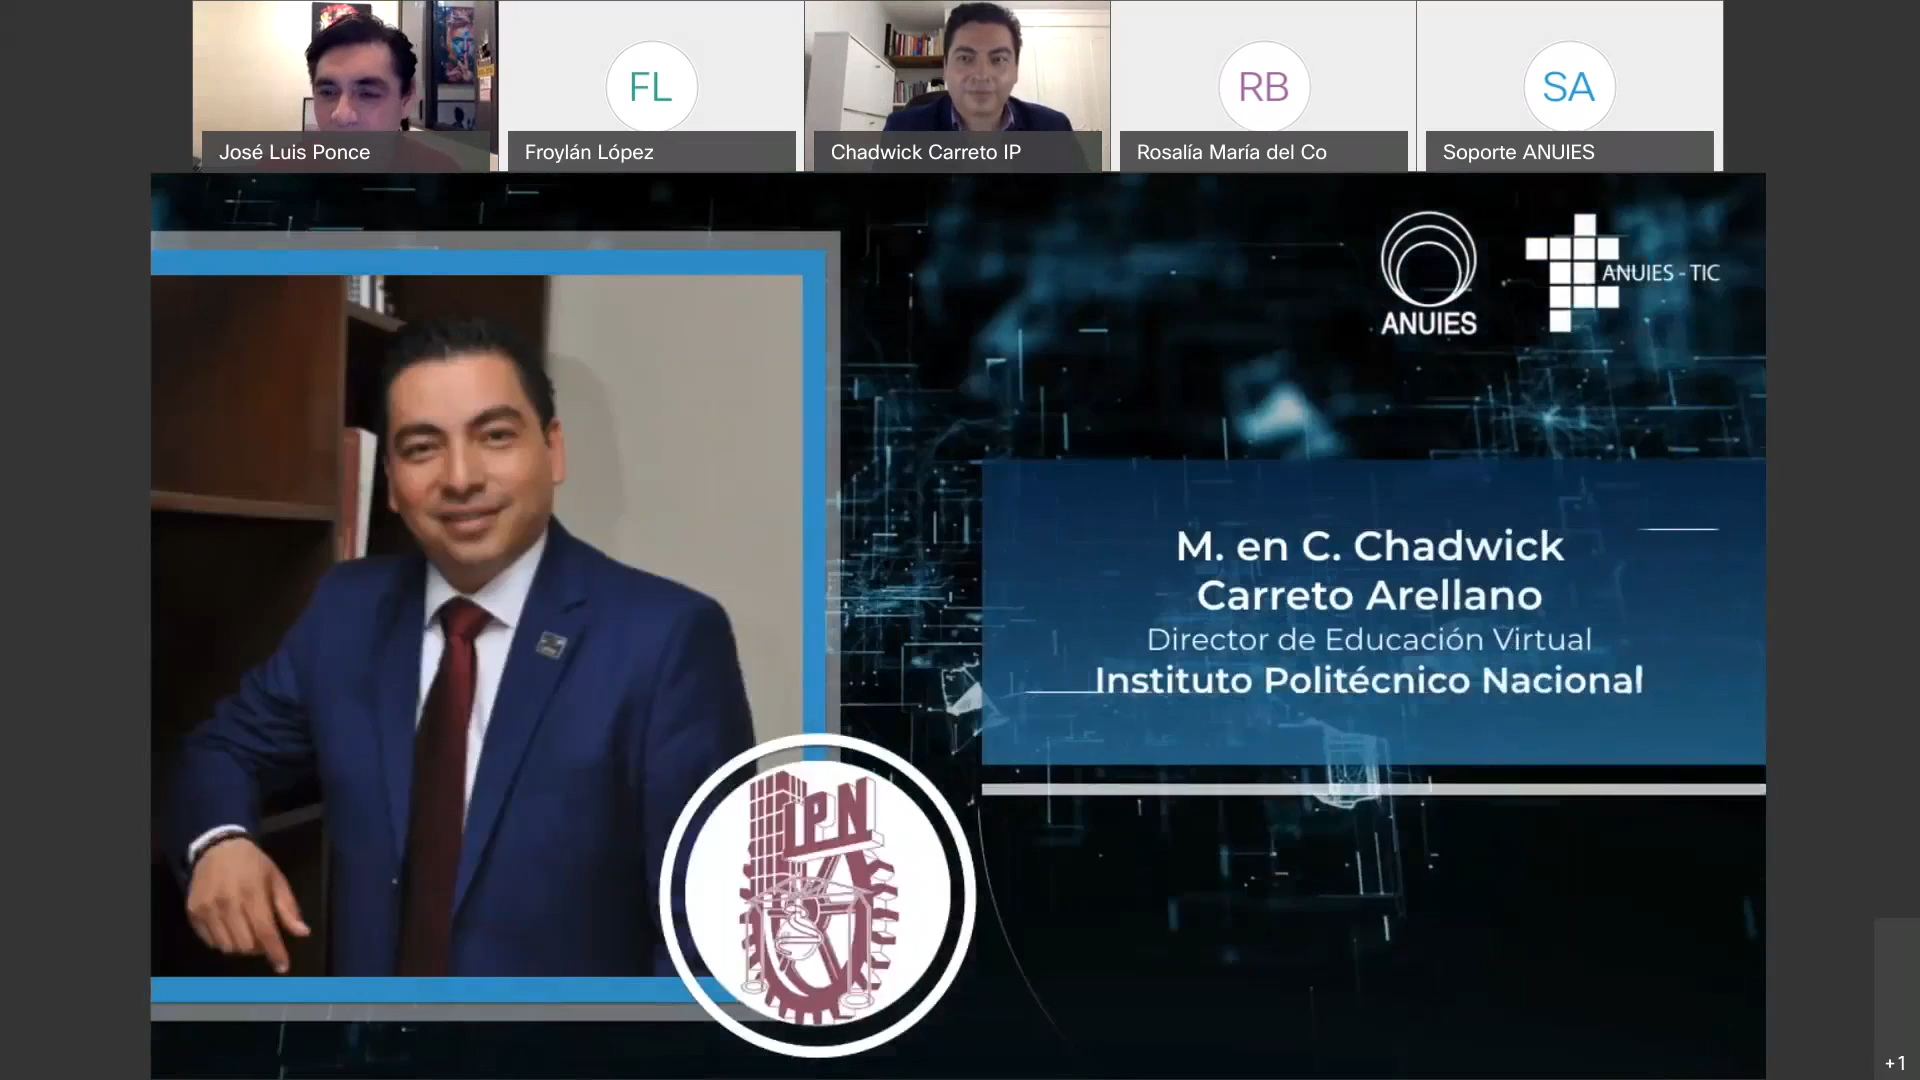 FL
RB
SA
José Luis Ponce
Froylán López
Chadwick Carreto IP
Rosalía María del Co
Soporte ANUIES
ANUIES
ANUIES - TIC
M. en C. Chadwick
Carreto Arellano
Director de Educación Virtual
Instituto Politécnico Nacional
IPN
+1